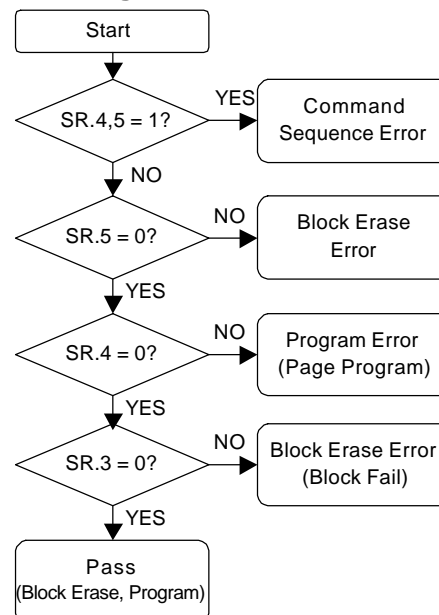 Start
SR.4,5 = 1?
YES
Command
Sequence Error
NO
SR.5 = 0?
NO
Block Erase
Error
YES
SR.4 = 0?
NO
Program Error
(Page Program)
YES
SR.3 = 0?
NO
Block Erase Error
(Block Fail)
YES
Pass
(Block Erase, Program)